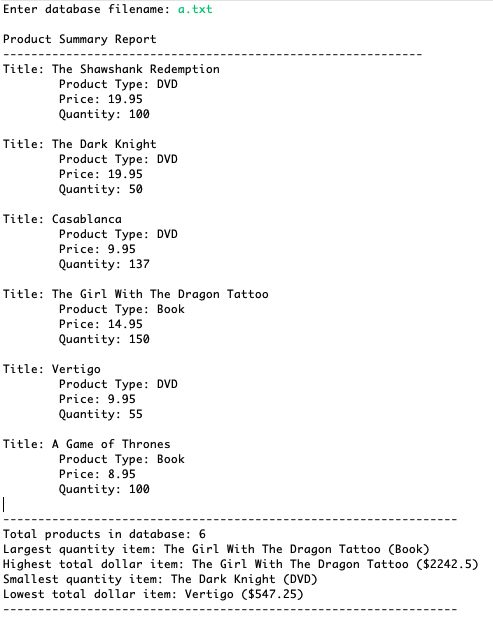 Enter database filename: a.txt
Product Summary Report
------------------------------------------------------------
Title: The Shawshank Redemption
Product Type: DVD
Price: 19.95
Quantity: 100
Title: The Dark Knight
Product Type: DVD
Price: 19.95
Quantity: 50
Title: Casablanca
Product Type: DVD
Price: 9.95
Quantity: 137
Title: The Girl With The Dragon Tattoo
Product Type: Book
Price: 14.95
Quantity: 150
Title: Vertigo
Product Type: DVD
Price: 9.95
Quantity: 55
Title: A Game of Thrones
Product Type: Book
Price: 8.95
Quantity: 100
-----------------------------------------------------------------
Total products in database: 6
Largest quantity item: The Girl With The Dragon Tattoo (Book)
Highest total dollar item: The Girl With The Dragon Tattoo ($2242.5)
Smallest quantity item: The Dark Knight (DVD)
Lowest total dollar item: Vertigo ($547.25)
-----------------------------------------------------------------